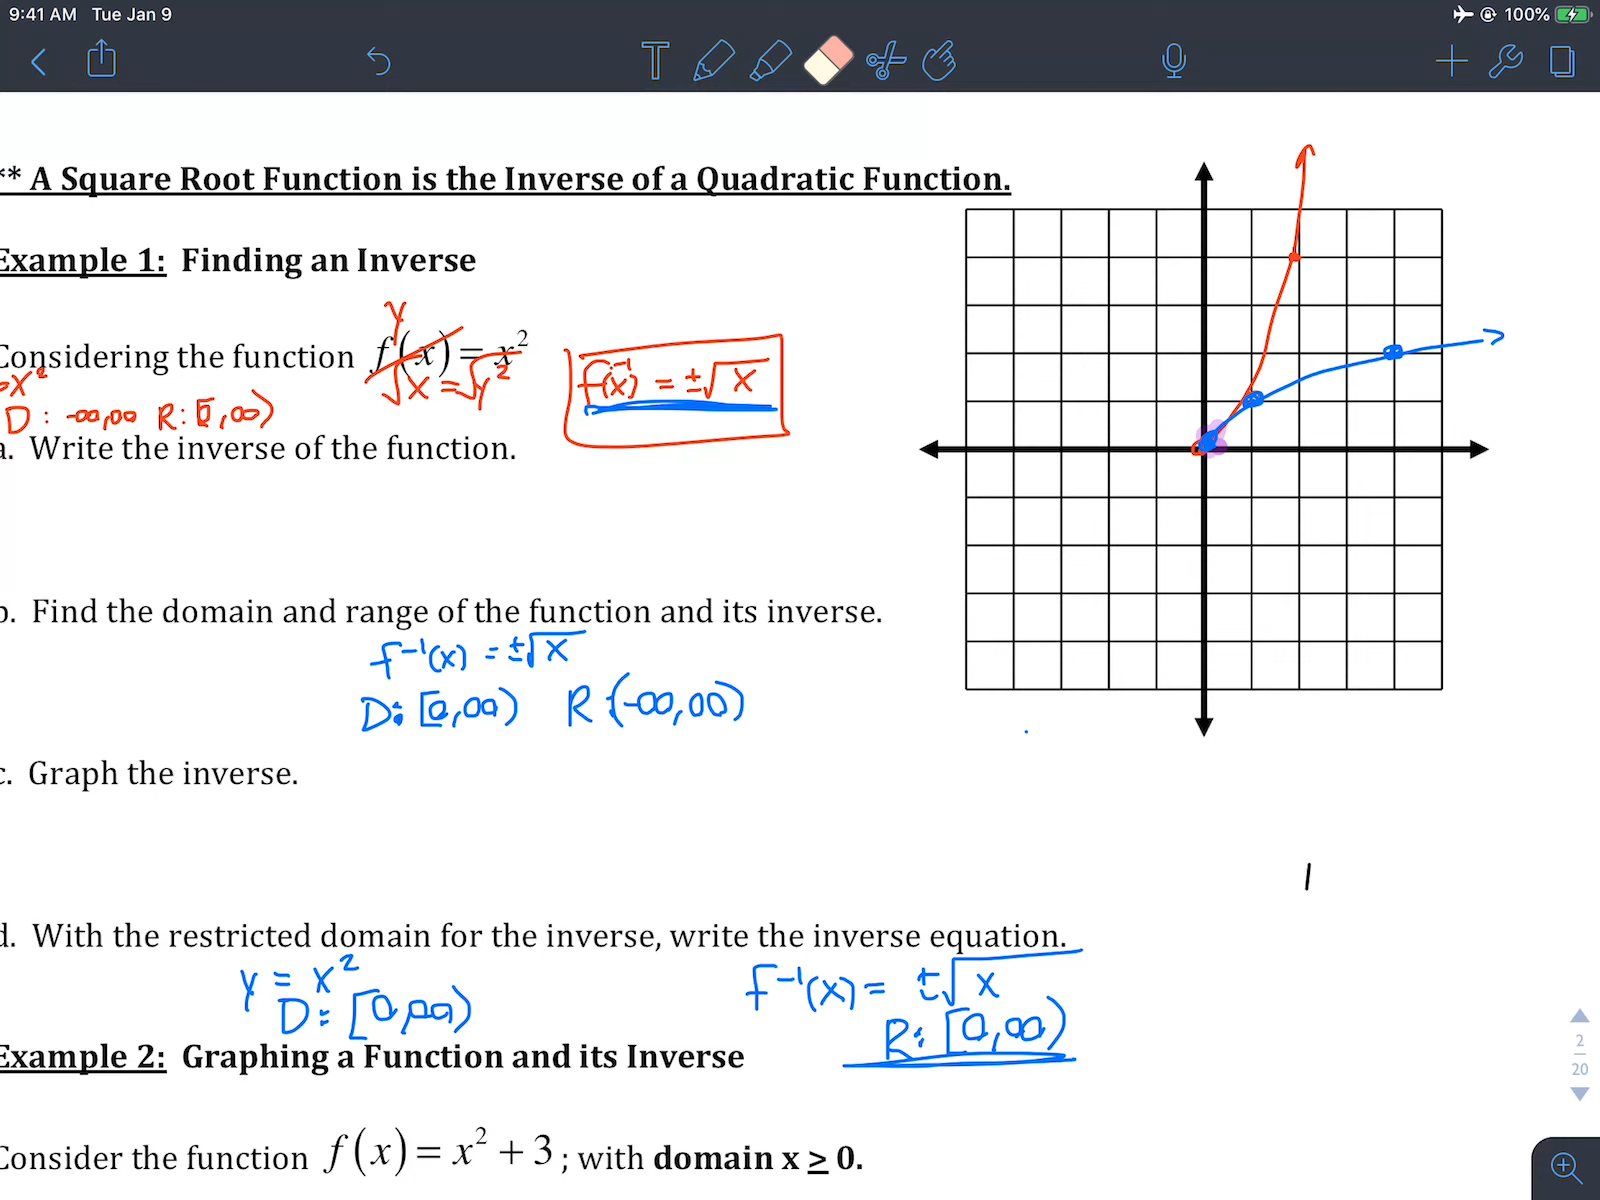 9:41 AM Tue Jan 9
100%
** A Square Root Function is the Inverse of a Quadratic Function.
Example 1: Finding an Inverse
y
Considering the function f(x) = x²
x²
√x = √y²
f⁻¹(x) = ±√x
D: -∞,∞ R: [0,∞)
a. Write the inverse of the function.
b. Find the domain and range of the function and its inverse.
f⁻¹(x) = ±√x
D: [0,∞) R: (-∞,∞)
c. Graph the inverse.
d. With the restricted domain for the inverse, write the inverse equation.
y = x²
f⁻¹(x) = ±√x
D: [0,∞)
R: [0,∞)
Example 2: Graphing a Function and its Inverse
Consider the function f(x) = x² + 3; with domain x ≥ 0.
2
20